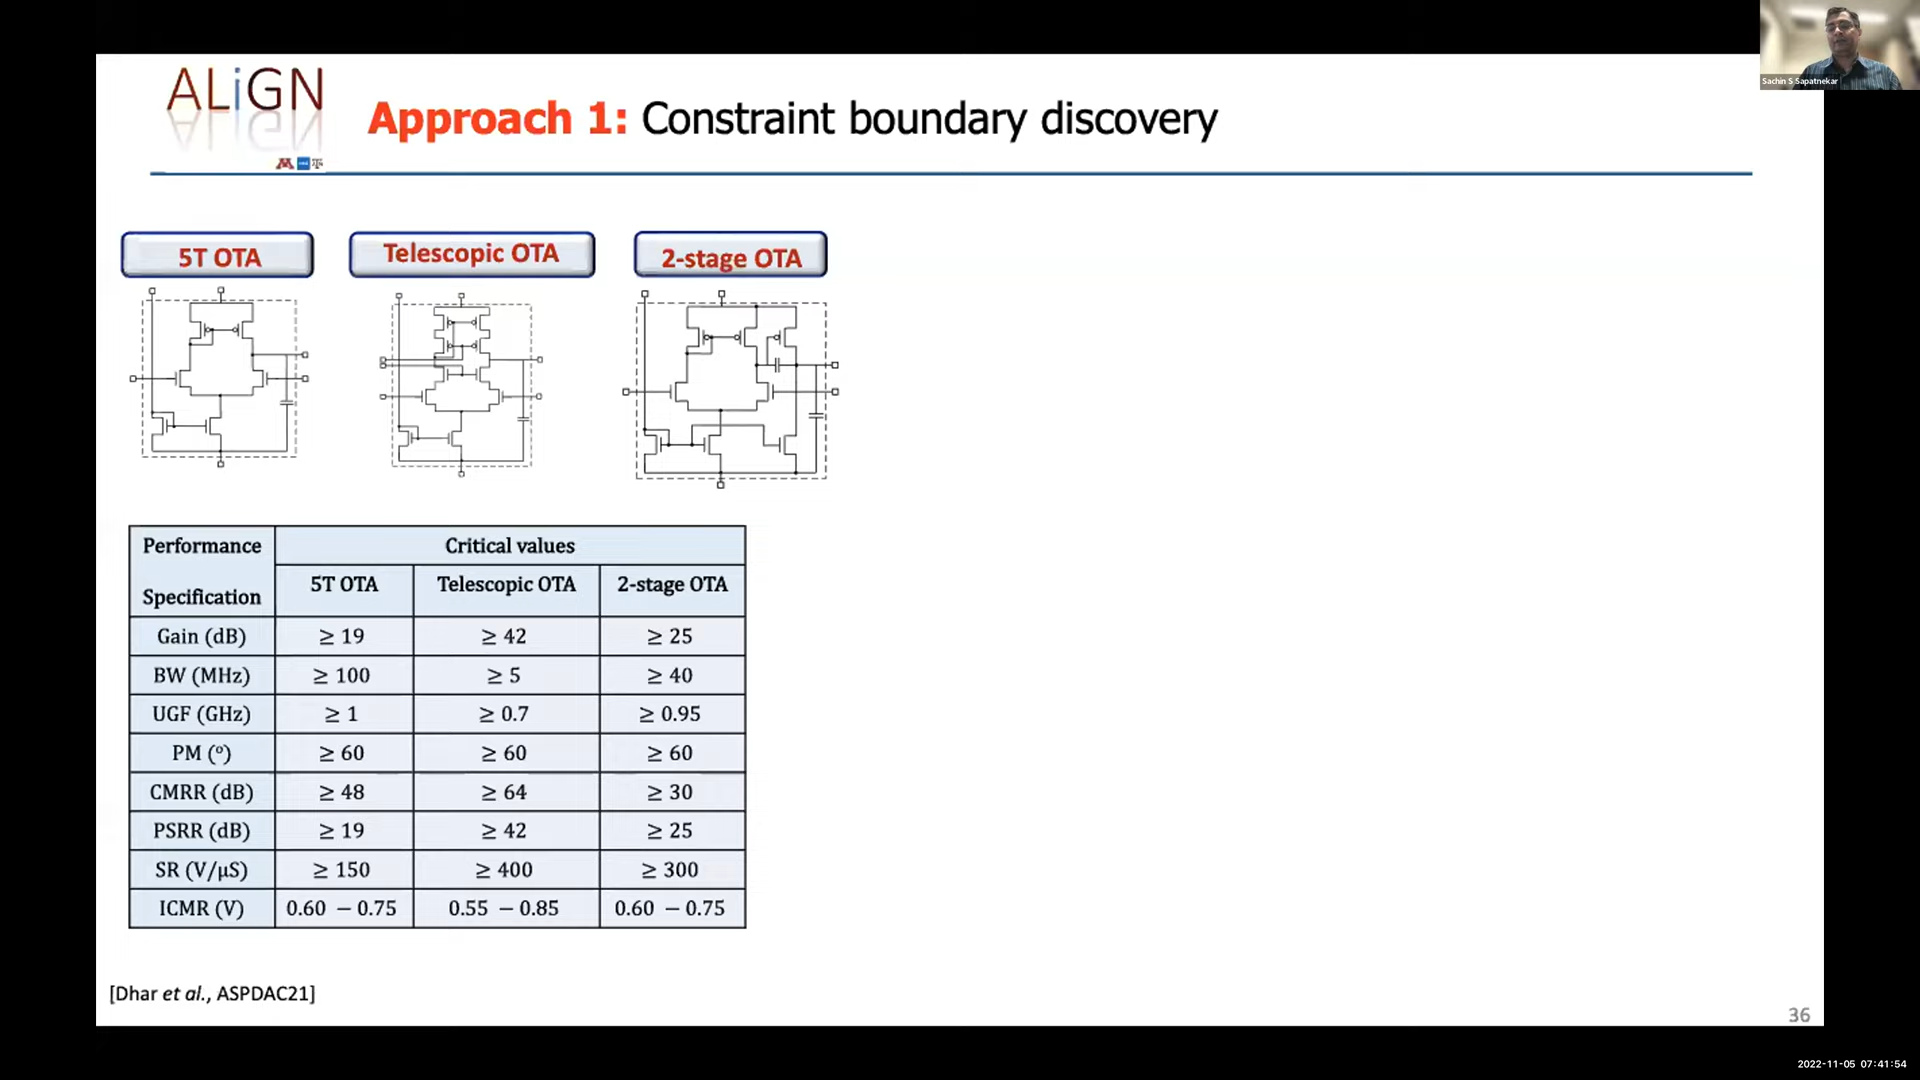 Sachin S Sapatnekar
ALiGN
Approach 1: Constraint boundary discovery
5T OTA
Telescopic OTA
2-stage OTA
Performance Specification
Critical values
5T OTA Telescopic OTA 2-stage OTA
Gain (dB) ≥ 19 ≥ 42 ≥ 25
BW (MHz) ≥ 100 ≥ 5 ≥ 40
UGF (GHz) ≥ 1 ≥ 0.7 ≥ 0.95
PM (°) ≥ 60 ≥ 60 ≥ 60
CMRR (dB) ≥ 48 ≥ 64 ≥ 30
PSRR (dB) ≥ 19 ≥ 42 ≥ 25
SR (V/μS) ≥ 150 ≥ 400 ≥ 300
ICMR (V) 0.60 – 0.75 0.55 – 0.85 0.60 – 0.75
[Dhar et al., ASPDAC21]
36
2022-11-05 07:41:54